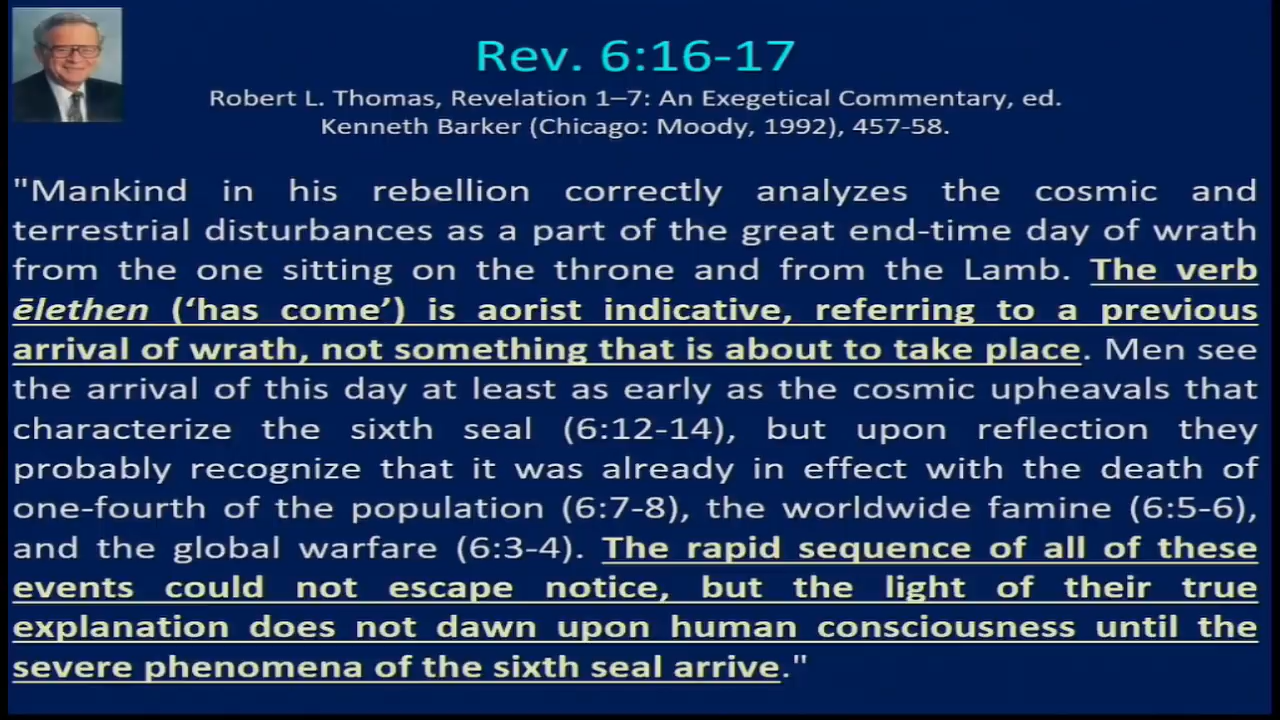 Rev. 6:16-17
Robert L. Thomas, Revelation 1–7: An Exegetical Commentary, ed.
Kenneth Barker (Chicago: Moody, 1992), 457-58.
"Mankind in his rebellion correctly analyzes the cosmic and
terrestrial disturbances as a part of the great end-time day of wrath
from the one sitting on the throne and from the Lamb. The verb
ēlethen (‘has come’) is aorist indicative, referring to a previous
arrival of wrath, not something that is about to take place. Men see
the arrival of this day at least as early as the cosmic upheavals that
characterize the sixth seal (6:12-14), but upon reflection they
probably recognize that it was already in effect with the death of
one-fourth of the population (6:7-8), the worldwide famine (6:5-6),
and the global warfare (6:3-4). The rapid sequence of all of these
events could not escape notice, but the light of their true
explanation does not dawn upon human consciousness until the
severe phenomena of the sixth seal arrive."